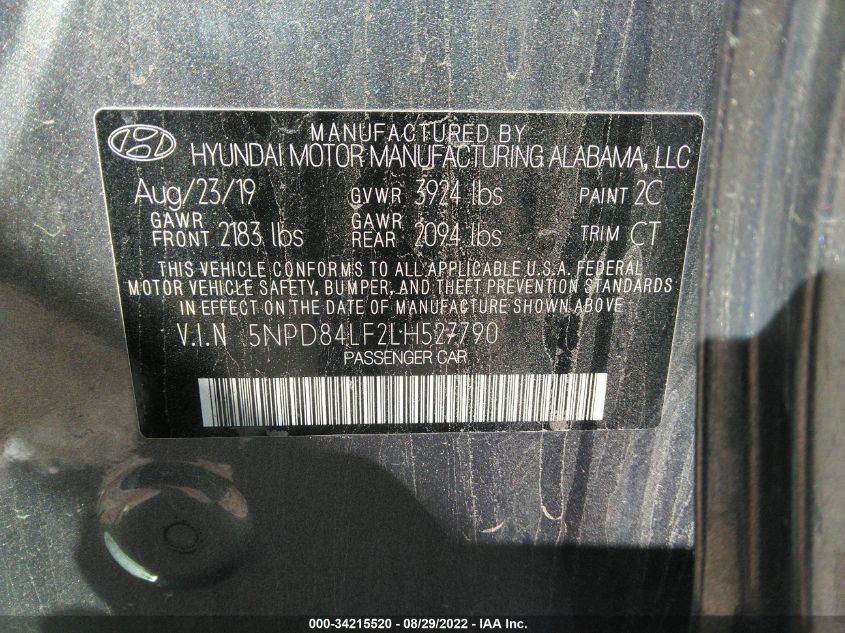 MANUFACTURED BY
HYUNDAI MOTOR MANUFACTURING ALABAMA, LLC
Aug/23/19 GVWR 3924 lbs PAINT 2C
GAWR FRONT 2183 lbs GAWR REAR 2094 lbs TRIM CT
THIS VEHICLE CONFORMS TO ALL APPLICABLE U.S.A. FEDERAL
MOTOR VEHICLE SAFETY, BUMPER, AND THEFT PREVENTION STANDARDS
IN EFFECT ON THE DATE OF MANUFACTURE SHOWN ABOVE
V.I.N 5NPD84LF2LH527790
PASSENGER CAR
000-34215520 - 08/29/2022 - IAA Inc.